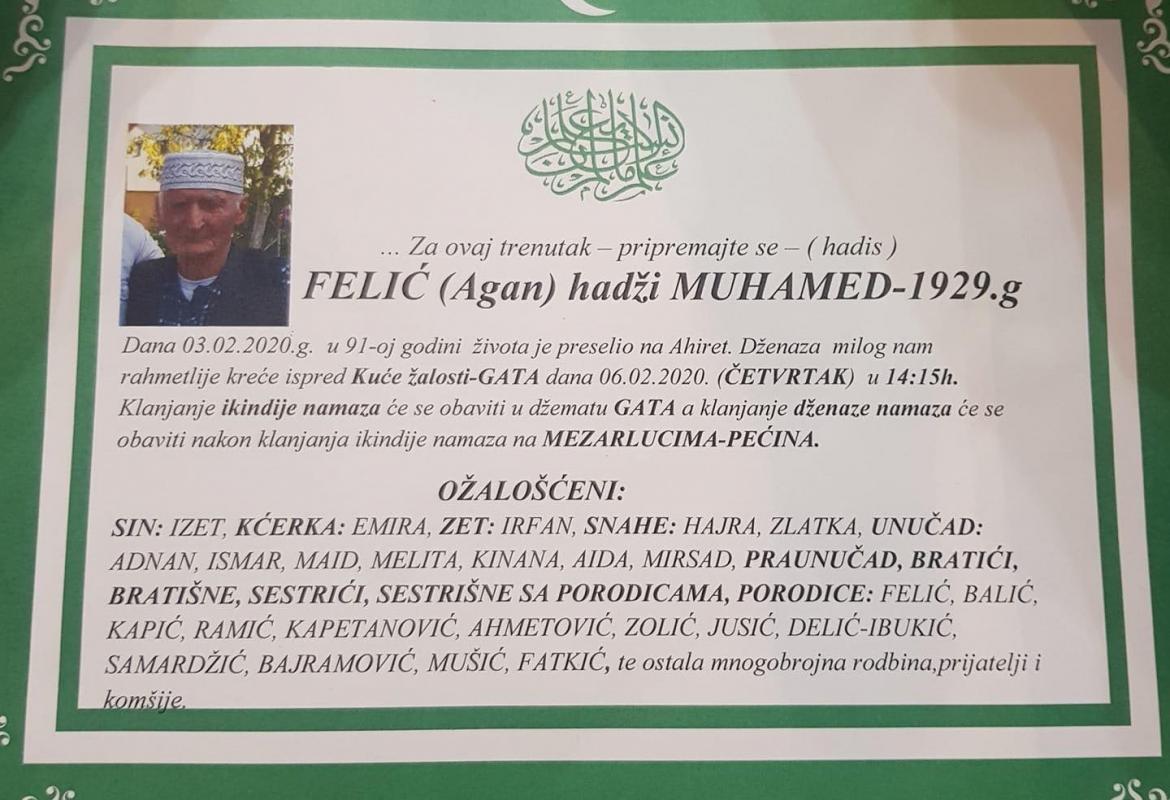 ... Za ovaj trenutak – pripremajte se – ( hadis )
FELIĆ (Agan) hadži MUHAMED-1929.g
Dana 03.02.2020.g. u 91-oj godini života je preselio na Ahiret. Dženaza milog nam
rahmetlije kreće ispred Kuće žalosti-GATA dana 06.02.2020. (ČETVRTAK) u 14:15h.
Klanjanje ikindije namaza će se obaviti u džematu GATA a klanjanje dženaze namaza će se
obaviti nakon klanjanja ikindije namaza na MEZARLUCIMA-PEĆINA.
OŽALOŠĆENI:
SIN: IZET, KĆERKA: EMIRA, ZET: IRFAN, SNAHE: HAJRA, ZLATKA, UNUČAD:
ADNAN, ISMAR, MAID, MELITA, KINANA, AIDA, MIRSAD, PRAUNUČAD, BRATIĆI,
BRATIŠNE, SESTRIĆI, SESTRIŠNE SA PORODICAMA, PORODICE: FELIĆ, BALIĆ,
KAPIĆ, RAMIĆ, KAPETANOVIĆ, AHMETOVIĆ, ZOLIĆ, JUSIĆ, DELIĆ-IBUKIĆ,
SAMARDŽIĆ, BAJRAMOVIĆ, MUŠIĆ, FATKIĆ, te ostala mnogobrojna rodbina,prijatelji i
komšije.